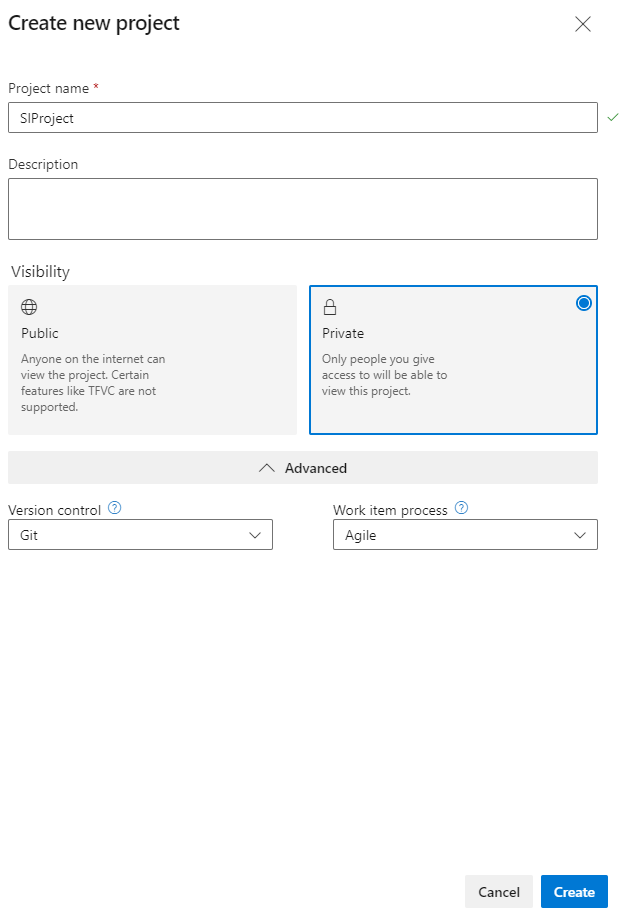 Create new project
Project name *
SIProject
Description
Visibility
Public
Anyone on the internet can
view the project. Certain
features like TFVC are not
supported.
Private
Only people you give
access to will be able to
view this project.
Advanced
Version control ?
Git
Work item process ?
Agile
Cancel
Create